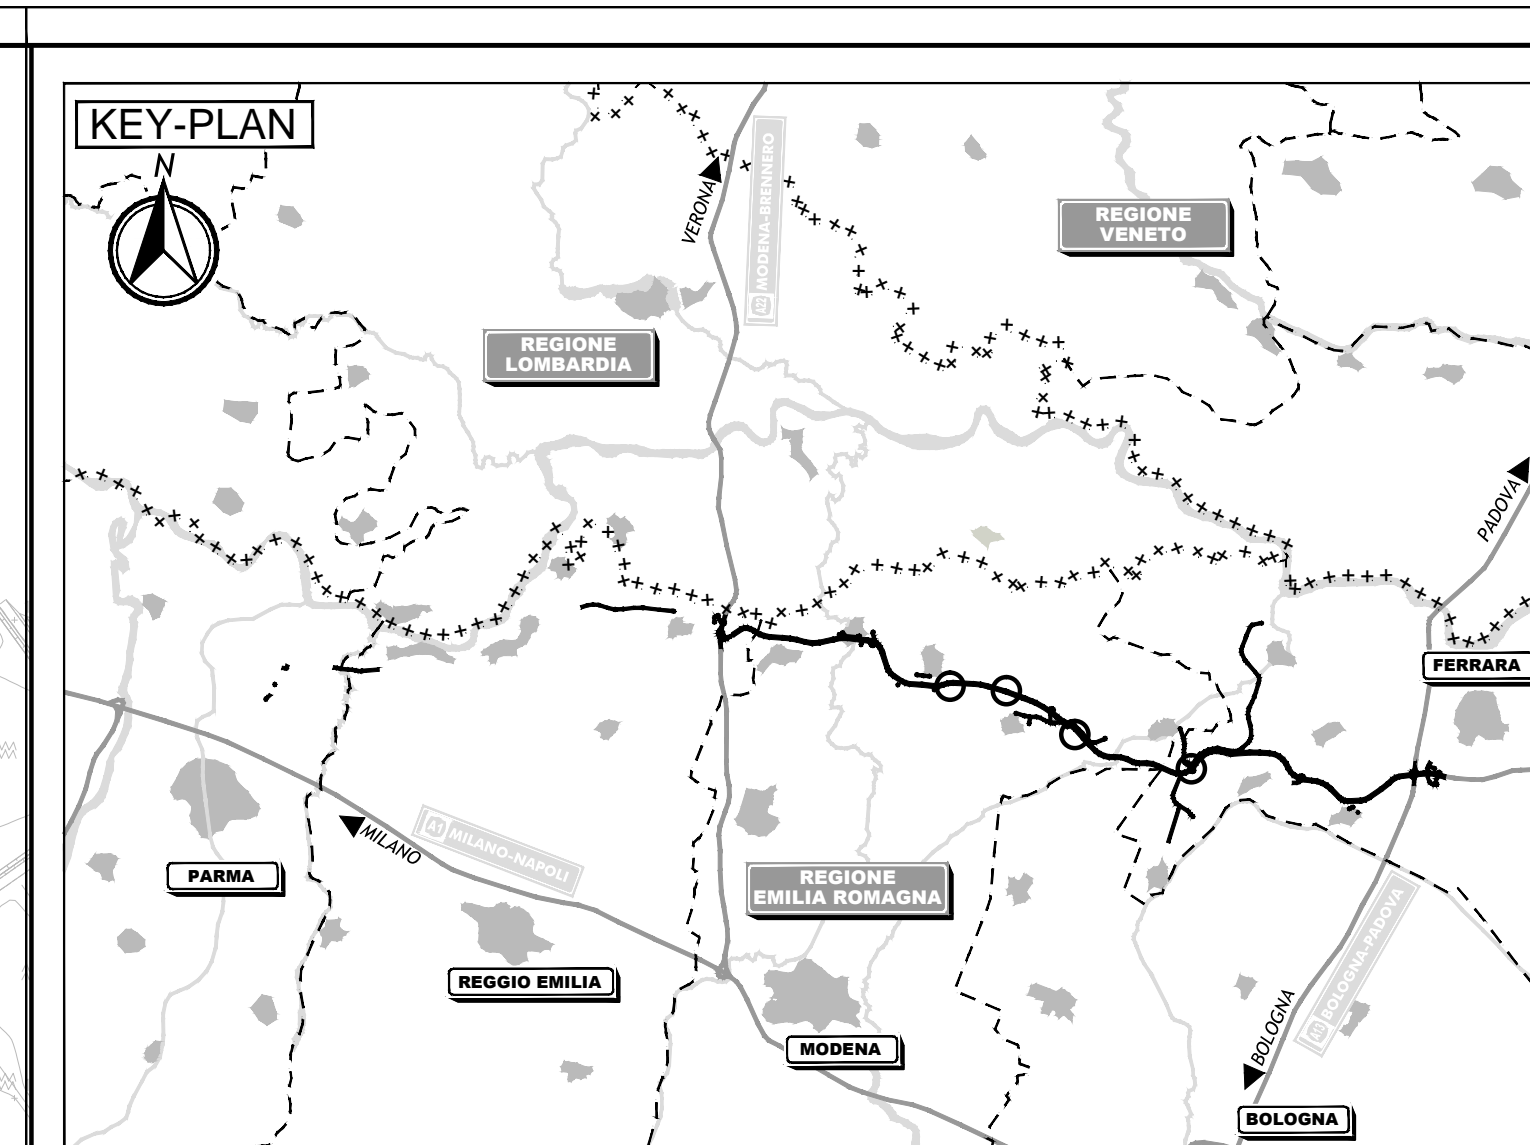 KEY-PLAN
N
VERONA
A22 MODENA-BRENNERO
REGIONE
VENETO
REGIONE
LOMBARDIA
PADOVA
FERRARA
A1 MILANO-NAPOLI
MILANO
PARMA
REGIONE
EMILIA ROMAGNA
A13 BOLOGNA-PADOVA
REGGIO EMILIA
BOLOGNA
MODENA
BOLOGNA